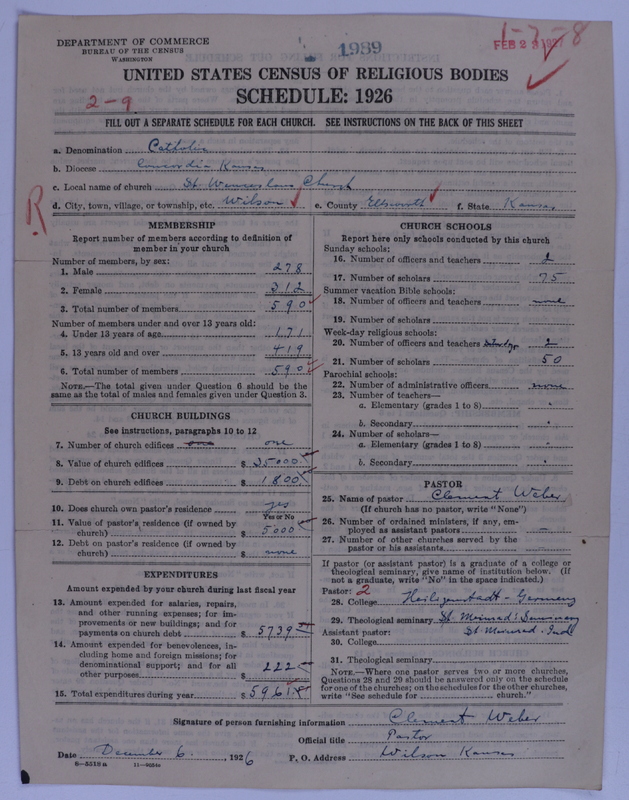 DEPARTMENT OF COMMERCE
BUREAU OF THE CENSUS
WASHINGTON
1989
1-7-8
FEB 23 1927
UNITED STATES CENSUS OF RELIGIOUS BODIES
SCHEDULE: 1926
2-9
FILL OUT A SEPARATE SCHEDULE FOR EACH CHURCH. SEE INSTRUCTIONS ON THE BACK OF THIS SHEET
a. Denomination Catholic
b. Diocese Concordia Kansas
c. Local name of church St. Wenceslaus Church
R
d. City, town, village, or township, etc. Wilson e. County Ellsworth f. State Kansas
MEMBERSHIP
Report number of members according to definition of
member in your church
Number of members, by sex:
1. Male 278
2. Female 312
3. Total number of members 590
Number of members under and over 13 years old:
4. Under 13 years of age 171
5. 13 years old and over 419
6. Total number of members 590
NOTE.—The total given under Question 6 should be the
same as the total of males and females given under Question 3.
CHURCH BUILDINGS
See instructions, paragraphs 10 to 12
7. Number of church edifices one one
8. Value of church edifices $ 35000
9. Debt on church edifices $ 1800
10. Does church own pastor's residence yes
Yes or No
11. Value of pastor's residence (if owned by
church) $ 5000
12. Debt on pastor's residence (if owned by
church) $ none
EXPENDITURES
Amount expended by your church during last fiscal year
13. Amount expended for salaries, repairs,
and other running expenses; for im-
provements or new buildings; and for
payments on church debt $ 5739
14. Amount expended for benevolences, in-
cluding home and foreign missions; for
denominational support; and for all
other purposes $ 222
15. Total expenditures during year $ 5961
CHURCH SCHOOLS
Report here only schools conducted by this church
Sunday schools:
16. Number of officers and teachers 2
17. Number of scholars 75
Summer vacation Bible schools:
18. Number of officers and teachers none
19. Number of scholars
Week-day religious schools:
20. Number of officers and teachers 2
21. Number of scholars 50
Parochial schools:
22. Number of administrative officers none
23. Number of teachers—
a. Elementary (grades 1 to 8)
b. Secondary
24. Number of scholars—
a. Elementary (grades 1 to 8)
b. Secondary
PASTOR
25. Name of pastor Clement Weber
(If church has no pastor, write "None")
26. Number of ordained ministers, if any, em-
ployed as assistant pastors —
27. Number of other churches served by the
pastor or his assistants —
If pastor (or assistant pastor) is a graduate of a college or
theological seminary, give name of institution below. (If
not a graduate, write "No" in the space indicated.)
Pastor: 2
28. College Heiligenstadt - Germany
29. Theological seminary St. Meinrad's Seminary
Assistant pastor: St. Meinrad. Ind.
30. College
31. Theological seminary
NOTE.—Where one pastor serves two or more churches,
Questions 28 and 29 should be answered only on the schedule
for one of the churches; on the schedules for the other churches,
write "See schedule for church."
Signature of person furnishing information Clement Weber
Official title Pastor
Date December 6, 1926 P. O. Address Wilson Kansas
6—5518a